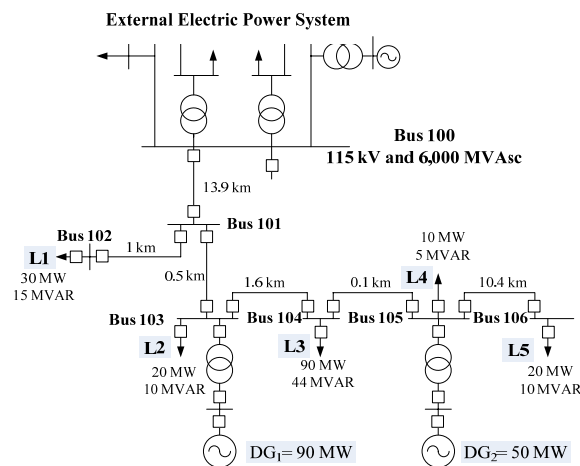 External Electric Power System
Bus 100
115 kV and 6,000 MVAsc
13.9 km
Bus 101
Bus 102
1 km
L1
30 MW
15 MVAR
0.5 km
10 MW
5 MVAR
L4
1.6 km
0.1 km
10.4 km
Bus 103
Bus 104
Bus 105
Bus 106
L2
20 MW
10 MVAR
L3
90 MW
44 MVAR
L5
20 MW
10 MVAR
DG1= 90 MW
DG2= 50 MW